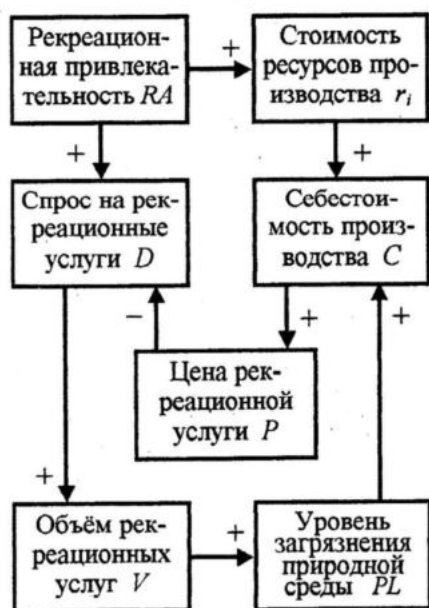 Рекреацион-
ная привлека-
тельность RA
+
Стоимость
ресурсов про-
изводства rᵢ
+
+
Спрос на рек-
реационные
услуги D
Себестои-
мость произ-
водства C
−
+
+
Цена рек-
реационной
услуги P
+
Объём рек-
реационных
услуг V
+
Уровень
загрязнения
природной
среды PL